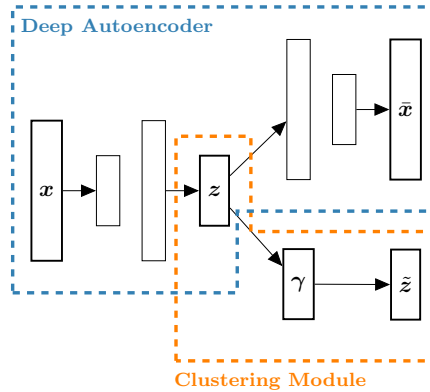 Deep Autoencoder
x
z
x̄
γ
z̃
Clustering Module